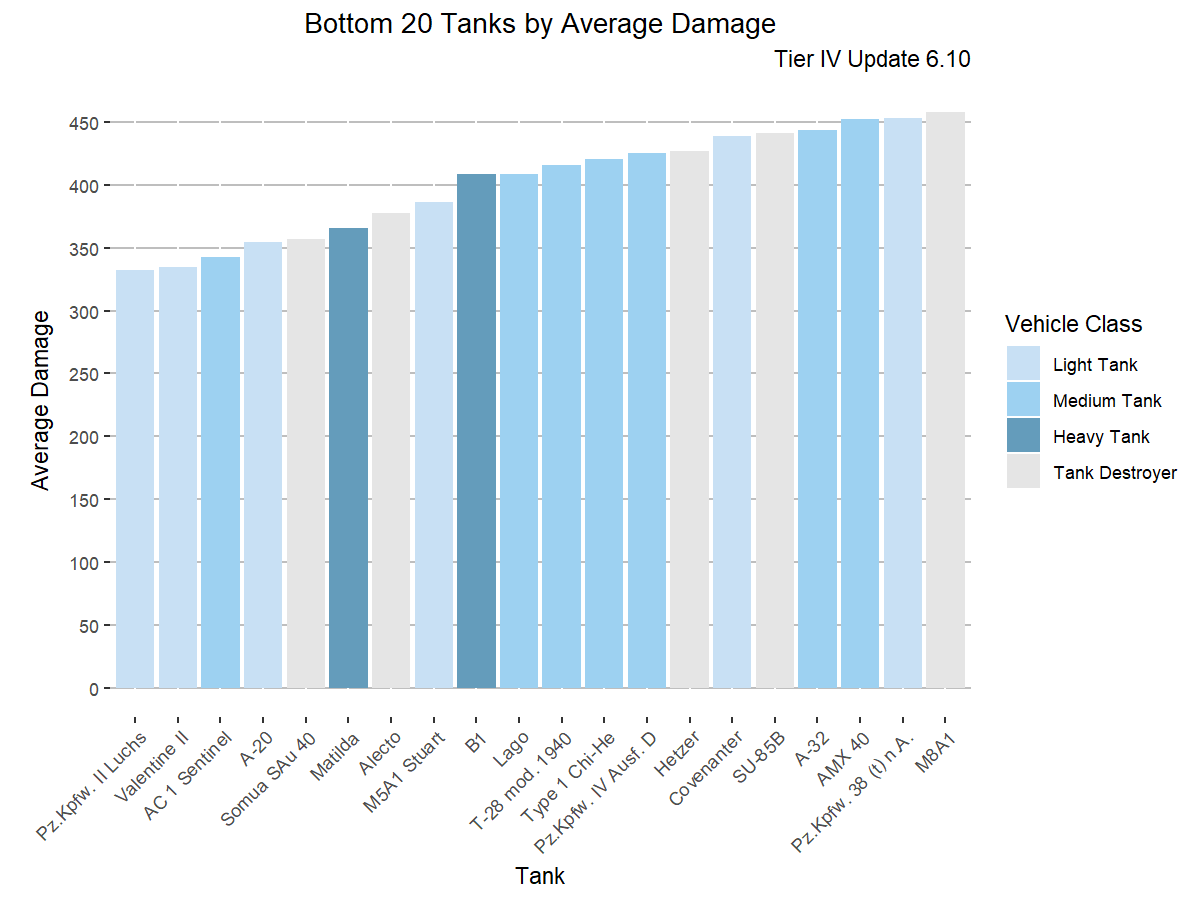 Bottom 20 Tanks by Average Damage
Tier IV Update 6.10
Average Damage
450
400
350
300
250
200
150
100
50
0
Pz.Kpfw. II Luchs
Valentine II
AC 1 Sentinel
A-20
Somua SAu 40
Matilda
Alecto
M5A1 Stuart
B1
Lago
T-28 mod. 1940
Type 1 Chi-He
Pz.Kpfw. IV Ausf. D
Hetzer
Covenanter
SU-85B
A-32
AMX 40
Pz.Kpfw. 38 (t) n.A.
M8A1
Tank
Vehicle Class
Light Tank
Medium Tank
Heavy Tank
Tank Destroyer